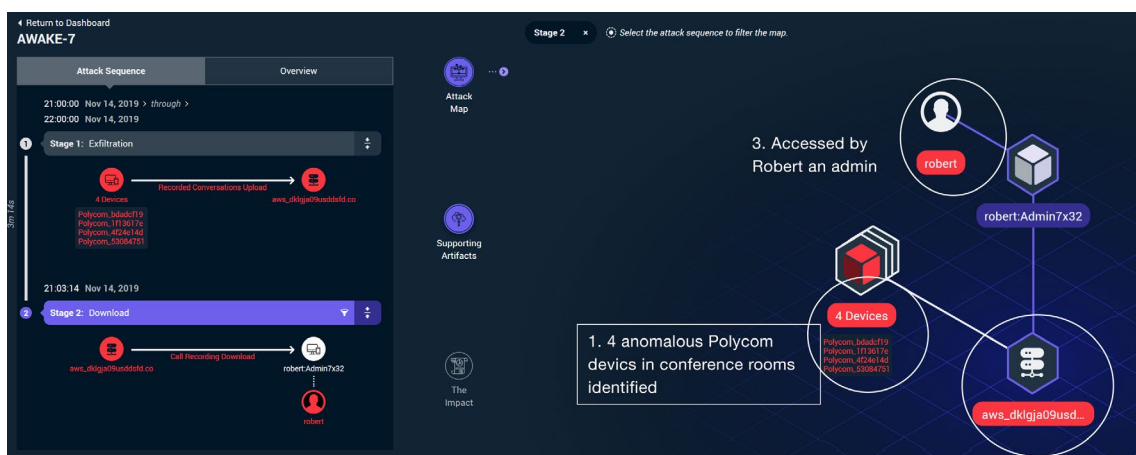 Return to Dashboard
AWAKE-7
Stage 2 ×
Select the attack sequence to filter the map.
Attack Sequence
Overview
21:00:00 Nov 14, 2019 > through >
22:00:00 Nov 14, 2019
1
Stage 1: Exfiltration
4 Devices
Recorded Conversations Upload
aws_dklgja09usddsfd.co
Polycom_bdadcf19
Polycom_1f13617e
Polycom_4f24e14d
Polycom_53084751
3m 14s
21:03:14 Nov 14, 2019
2
Stage 2: Download
aws_dklgja09usddsfd.co
Call Recording Download
robert:Admin7x32
robert
Attack
Map
Supporting
Artifacts
The
Impact
3. Accessed by
Robert an admin
robert
robert:Admin7x32
1. 4 anomalous Polycom
devics in conference rooms
identified
4 Devices
Polycom_bdadcf19
Polycom_1f13617e
Polycom_4f24e14d
Polycom_53084751
aws_dklgja09usd...